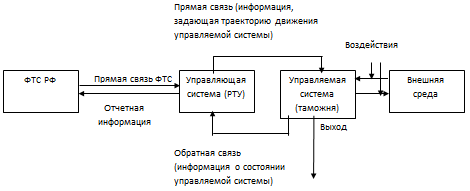 Прямая связь (информация,
задающая траекторию движения
управляемой системы)
Воздействия
ФТС РФ
Прямая связь ФТС
Отчетная
информация
Управляющая
система (РТУ)
Управляемая
система
(таможня)
Внешняя
среда
Выход
Обратная связь
(информация о состоянии
управляемой системы)